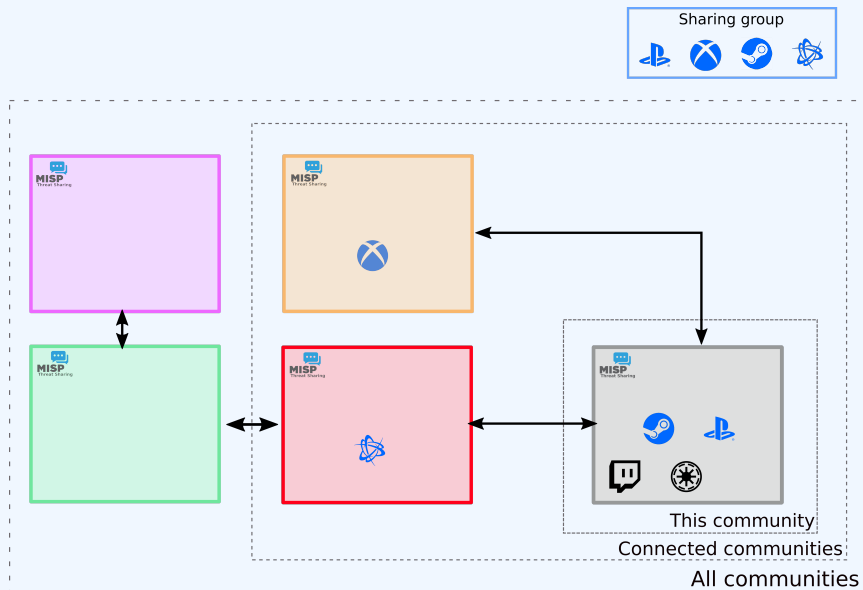 Sharing group
MISP
Threat Sharing
MISP
Threat Sharing
MISP
Threat Sharing
MISP
Threat Sharing
MISP
Threat Sharing
This community
Connected communities
All communities